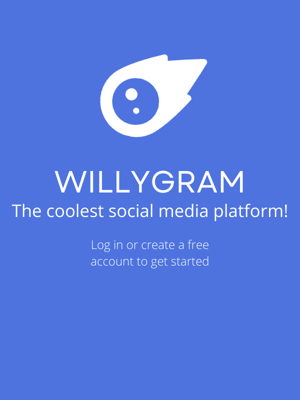 WILLYGRAM
The coolest social media platform!
Log in or create a free
account to get started